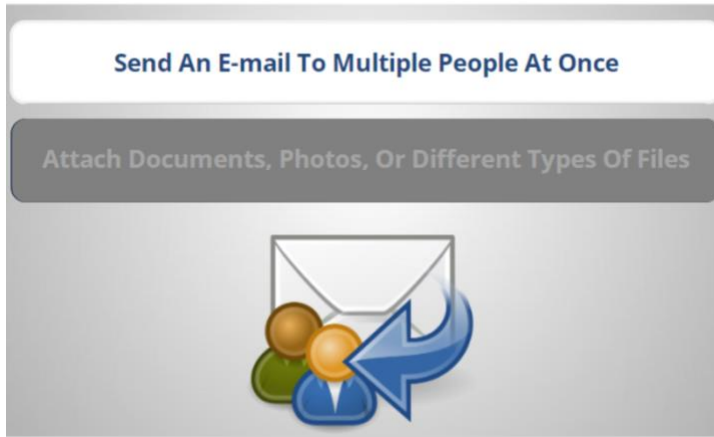 Send An E-mail To Multiple People At Once
Attach Documents, Photos, Or Different Types Of Files